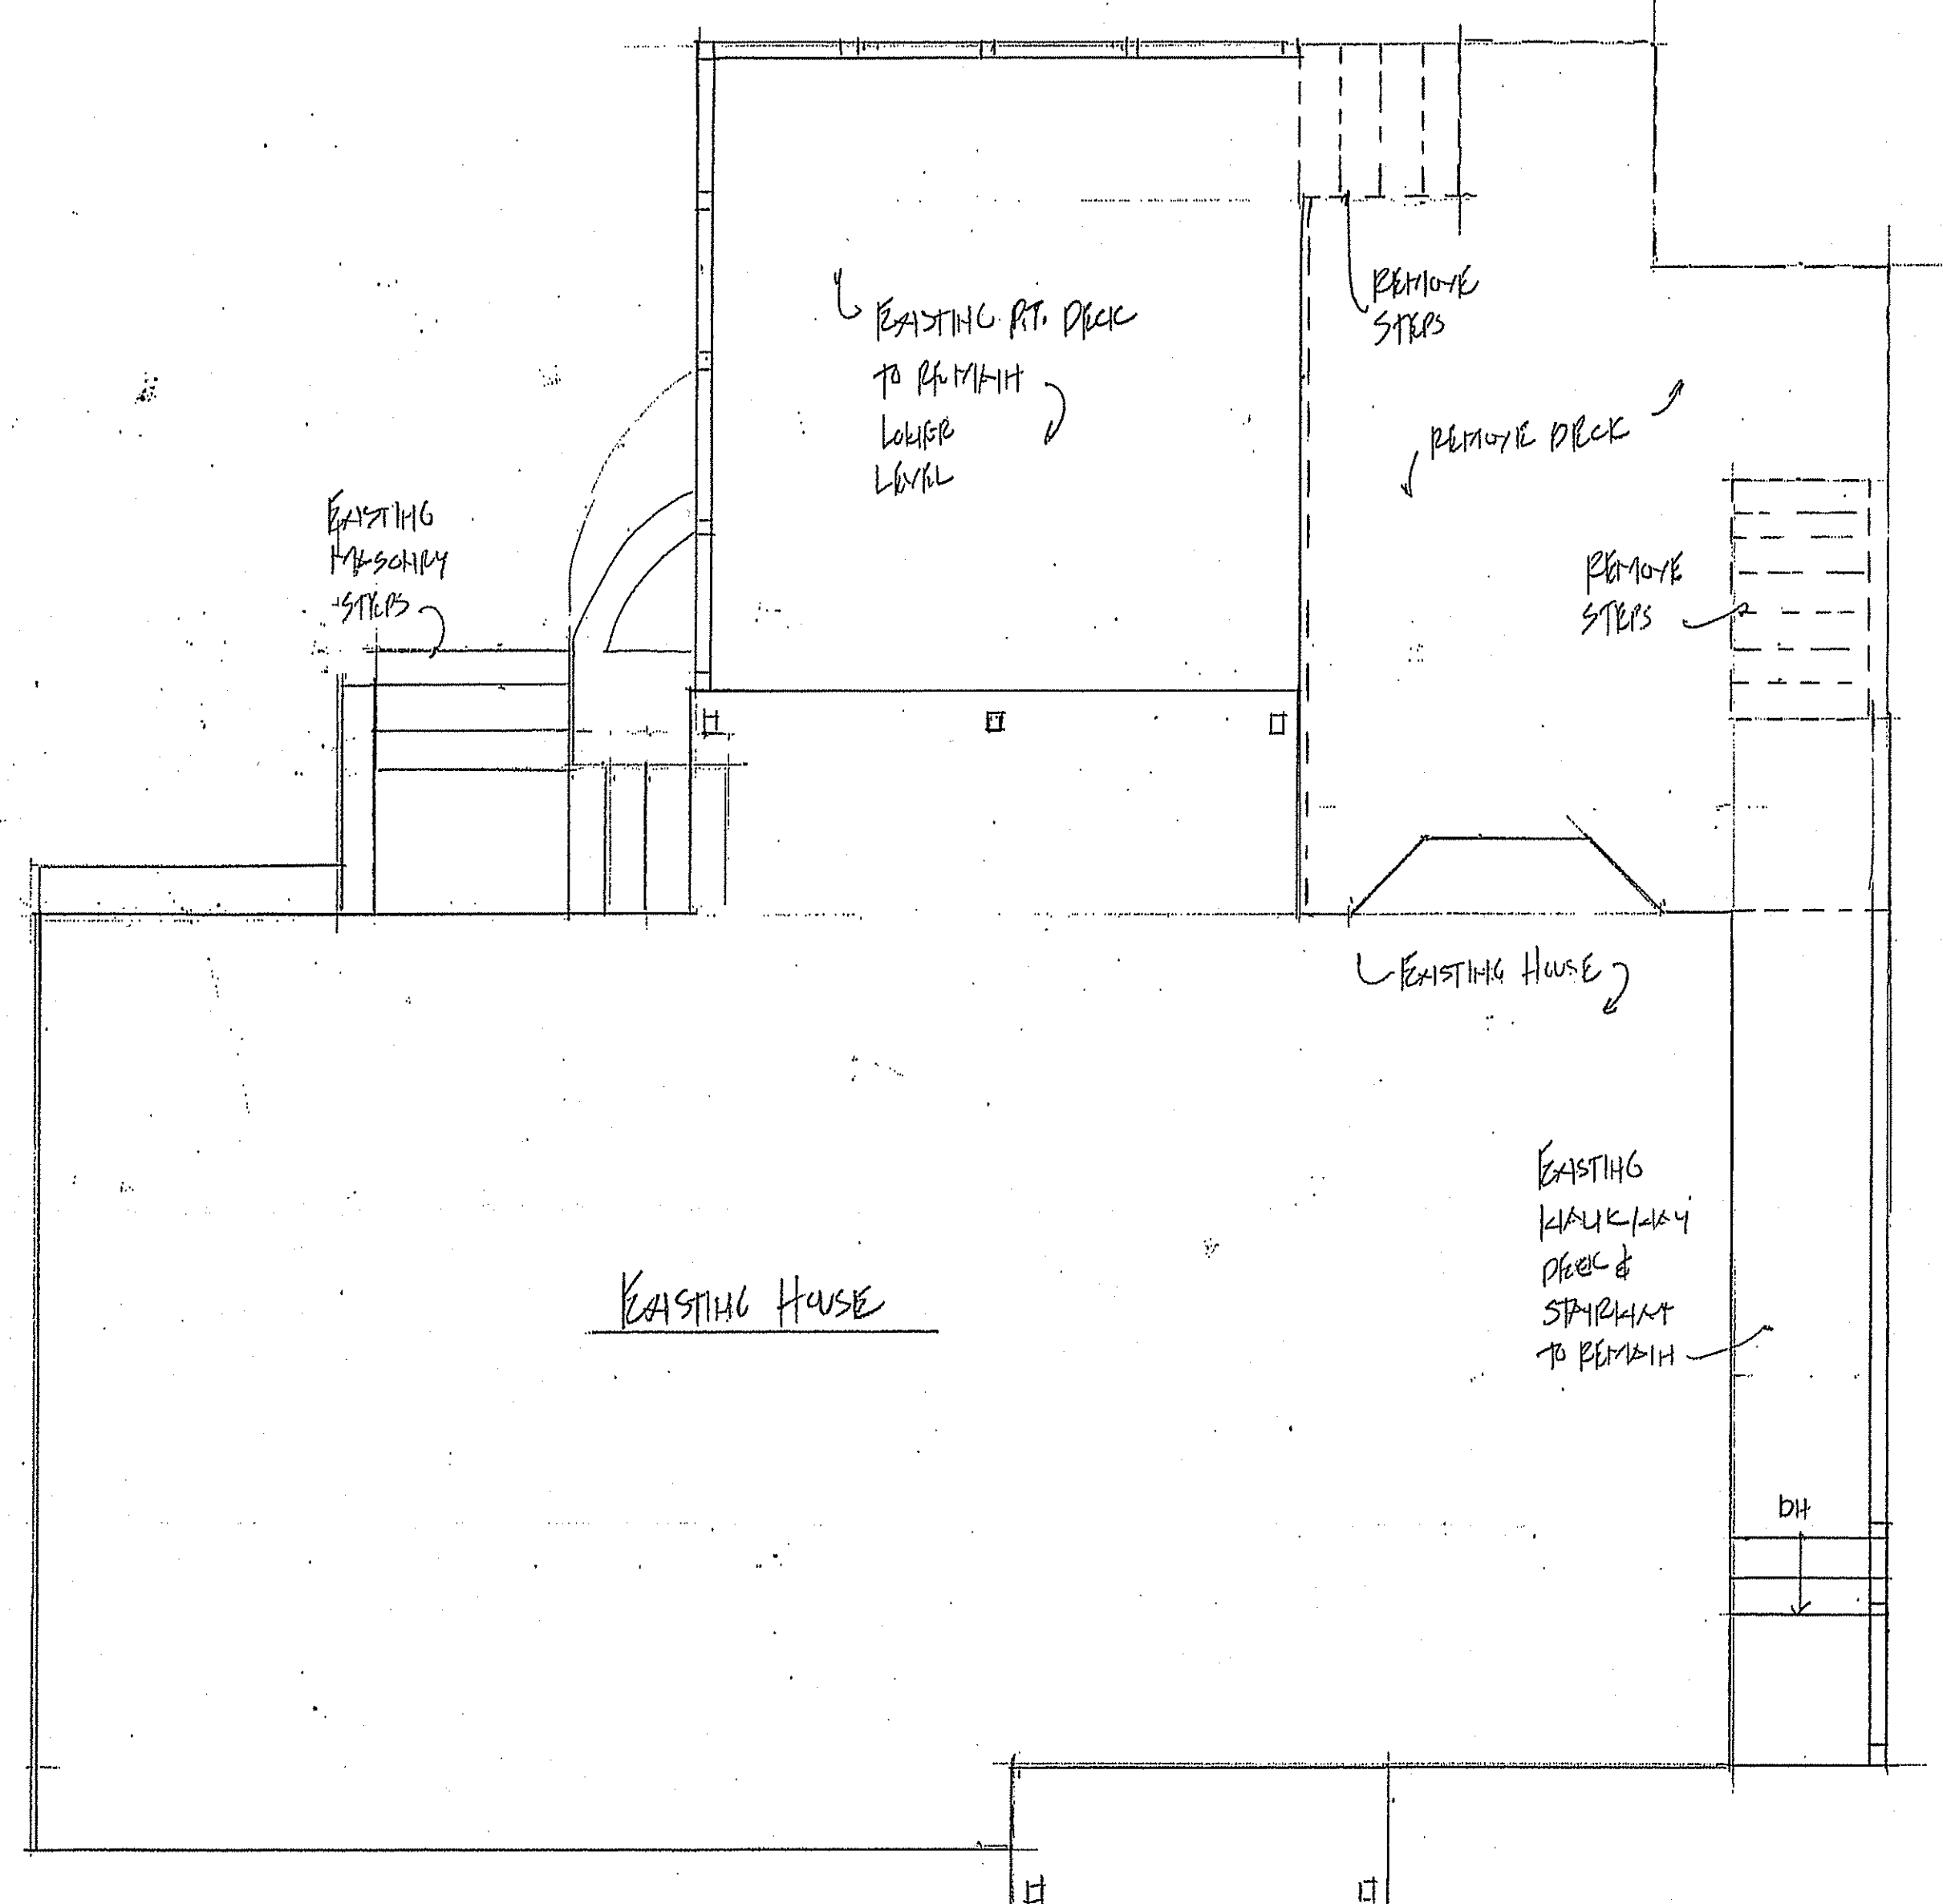 REMOVE
STEPS
EXISTING P.T. DECK
TO REMAIN
LOWER
LEVEL
REMOVE DECK
EXISTING
MASONRY
STEPS
REMOVE
STEPS
EXISTING HOUSE
EXISTING
WALKWAY
DECK &
STAIRWAY
TO REMAIN
EXISTING HOUSE
DN